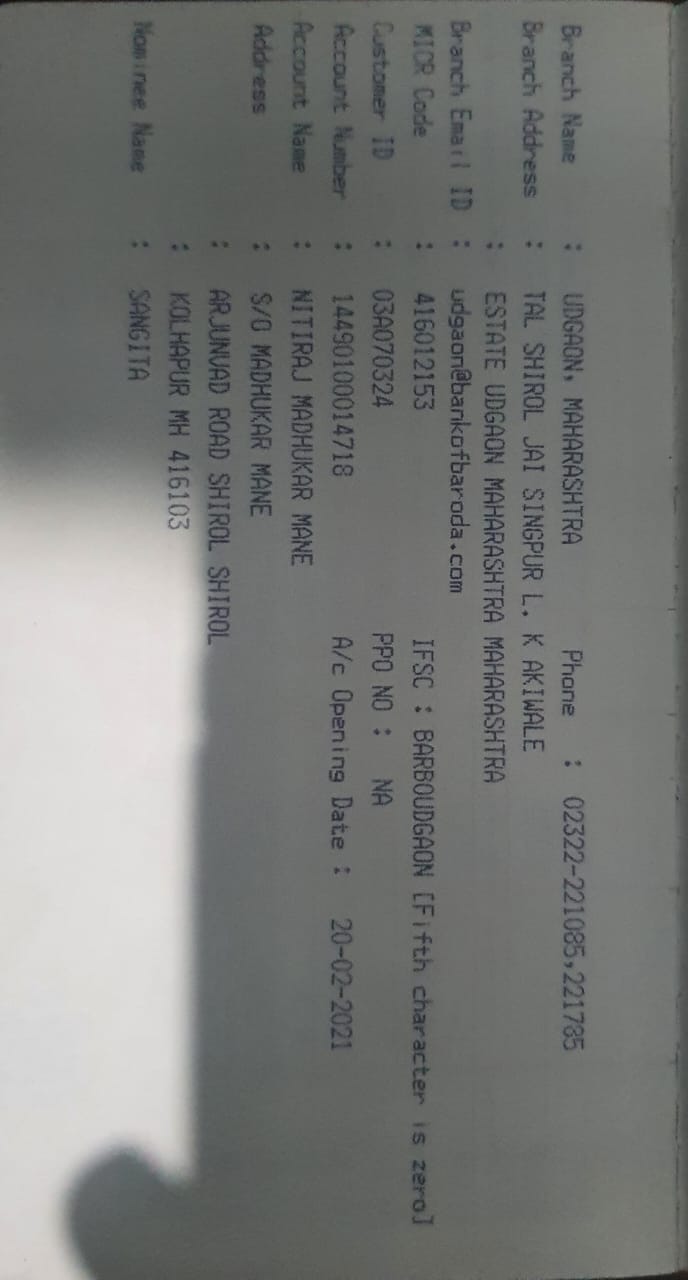 Branch Name : UDGAON, MAHARASHTRA Phone : 02322-221085,221785
Branch Address : TAL SHIROL JAI SINGPUR L. K AKIWALE
: ESTATE UDGAON MAHARASHTRA MAHARASHTRA
Branch Email ID : udgaon@bankofbaroda.com
MICR Code : 416012153 IFSC : BARB0UDGAON [Fifth character is zero]
Customer ID : 03A070324 PPO NO : NA
Account Number : 14490100014718 A/c Opening Date : 20-02-2021
Account Name : NITIRAJ MADHUKAR MANE
Address : S/O MADHUKAR MANE
: ARJUNVAD ROAD SHIROL SHIROL
: KOLHAPUR MH 416103
Nominee Name : SANGITA